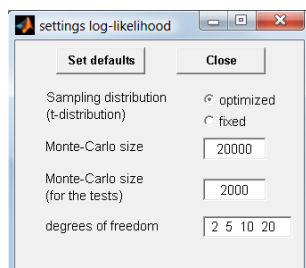 settings log-likelihood
Set defaults Close
Sampling distribution
(t-distribution)
optimized
fixed
Monte-Carlo size 20000
Monte-Carlo size
(for the tests) 2000
degrees of freedom 2 5 10 20